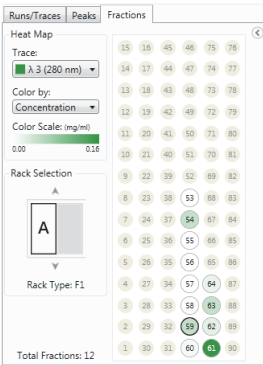 Runs/Traces Peaks Fractions
Heat Map
Trace:
λ 3 (280 nm)
Color by:
Concentration
Color Scale: (mg/ml)
0.00 0.16
Rack Selection
A
Rack Type: F1
Total Fractions: 12
15 16 45 46 75 76
14 17 44 47 74 77
13 18 43 48 73 78
12 19 42 49 72 79
11 20 41 50 71 80
10 21 40 51 70 81
9 22 39 52 69 82
8 23 38 53 68 83
7 24 37 54 67 84
6 25 36 55 66 85
5 26 35 56 65 86
4 27 34 57 64 87
3 28 33 58 63 88
2 29 32 59 62 89
1 30 31 60 61 90